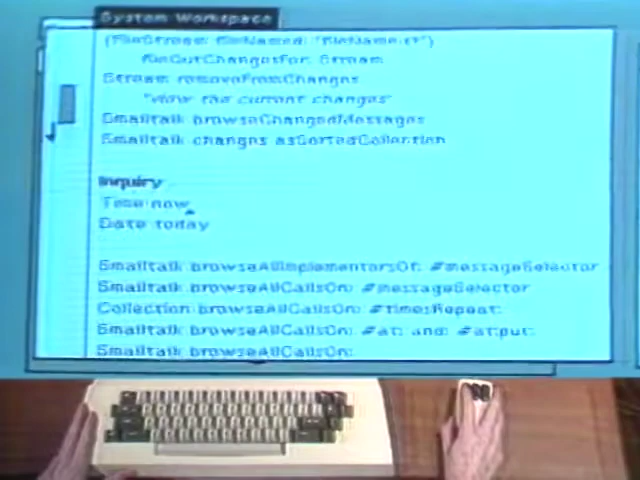 System Workspace
(FileStream fileNamed: 'fileName.st')
fileOutChangesFor: Stream
Stream removeFromChanges
"view the current changes"
Smalltalk browseChangedMessages
Smalltalk changes asSortedCollection
Inquiry
Time now
Date today
Smalltalk browseAllImplementorsOf: #messageSelector
Smalltalk browseAllCallsOn: #messageSelector
Collection browseAllCallsOn: #timesRepeat:
Smalltalk browseAllCallsOn: #at: and: #at:put:
Smalltalk browseAllCallsOn: